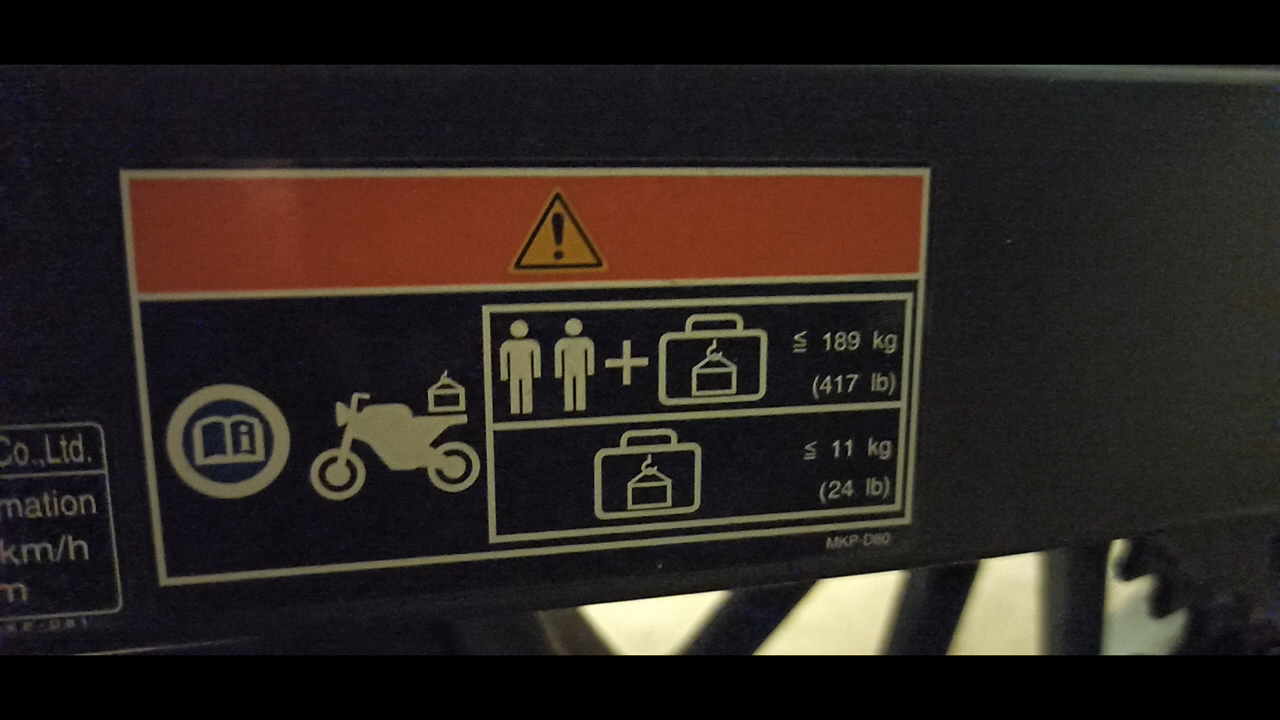 ≦ 189 kg
(417 lb)
≦ 11 kg
(24 lb)
MKP-D80
Co.,Ltd.
mation
km/h
m